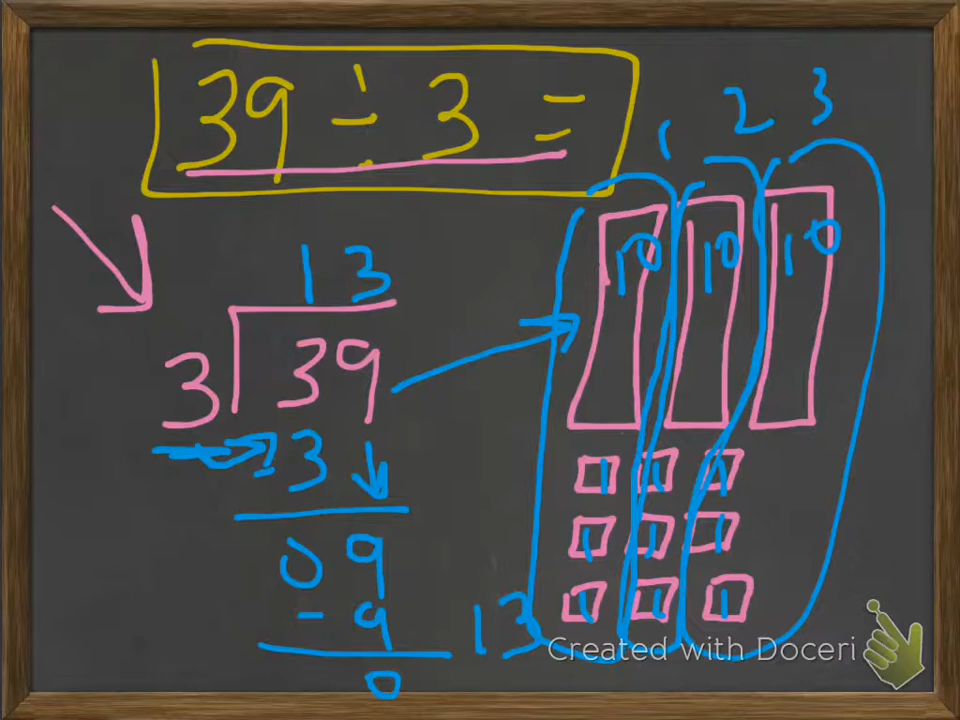 39 ÷ 3 =
1 2 3
13
3 39
10 10 10
- 3
1 1 1
09
1 1 1
- 9
1 1 1
13
0
Created with Doceri